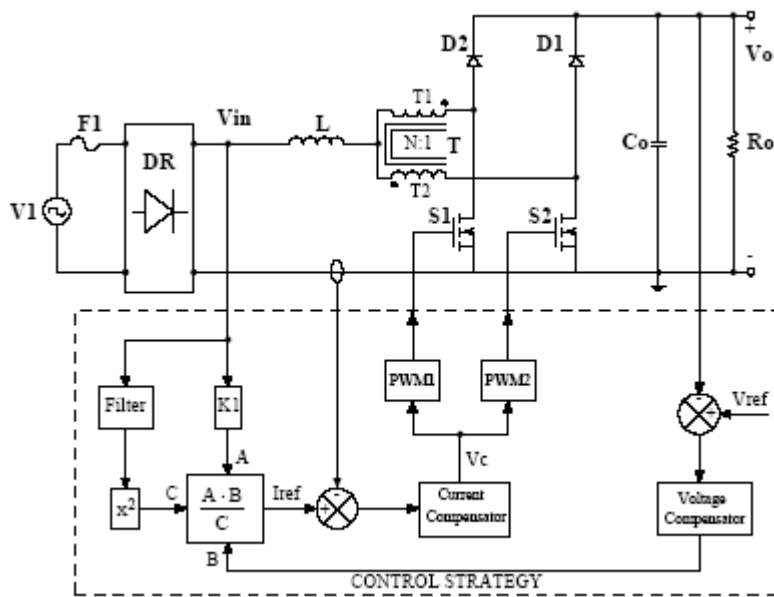 D2 D1 + Vo
T1
F1 Vin L N:1 T
DR Co Ro
T2
V1 S1 S2
-
PWM1 PWM2
Filter K1 - + Vref
A Vc
x² C A · B / C Iref + - Current Compensator Voltage Compensator
B
CONTROL STRATEGY